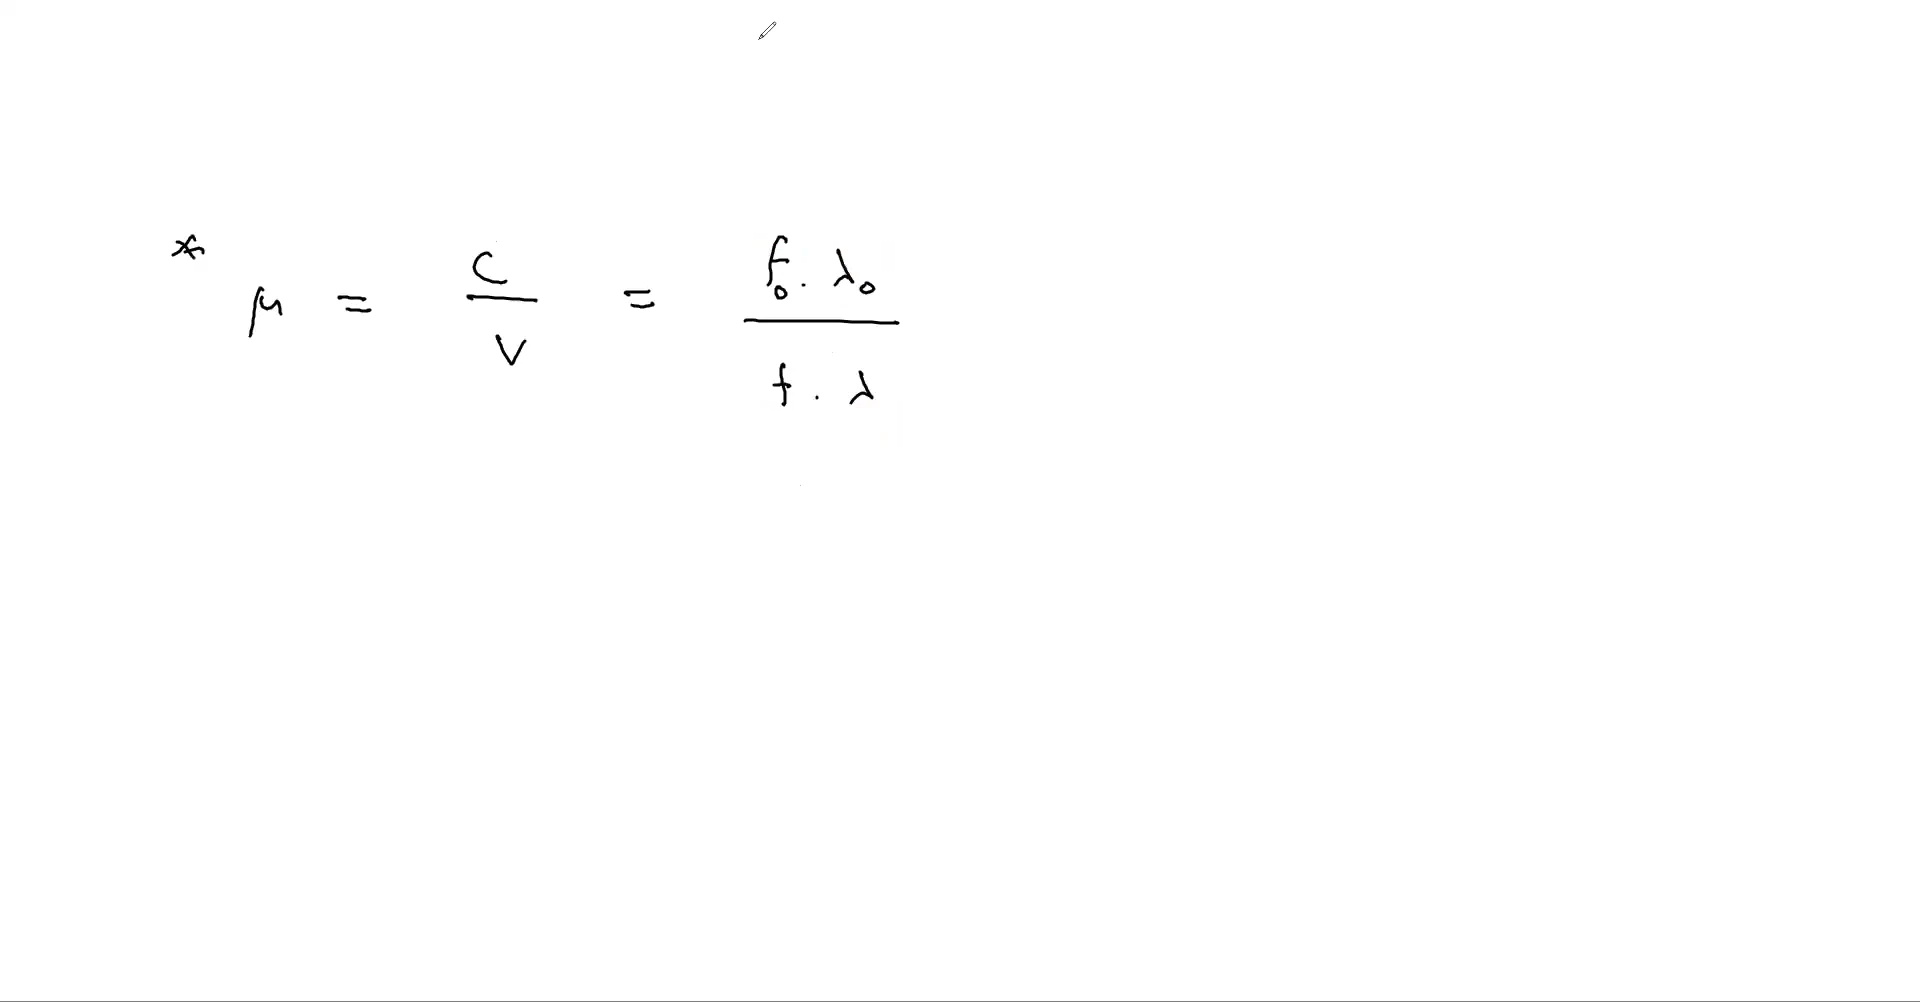 * μ = c / v = f₀ . λ₀ / f . λ